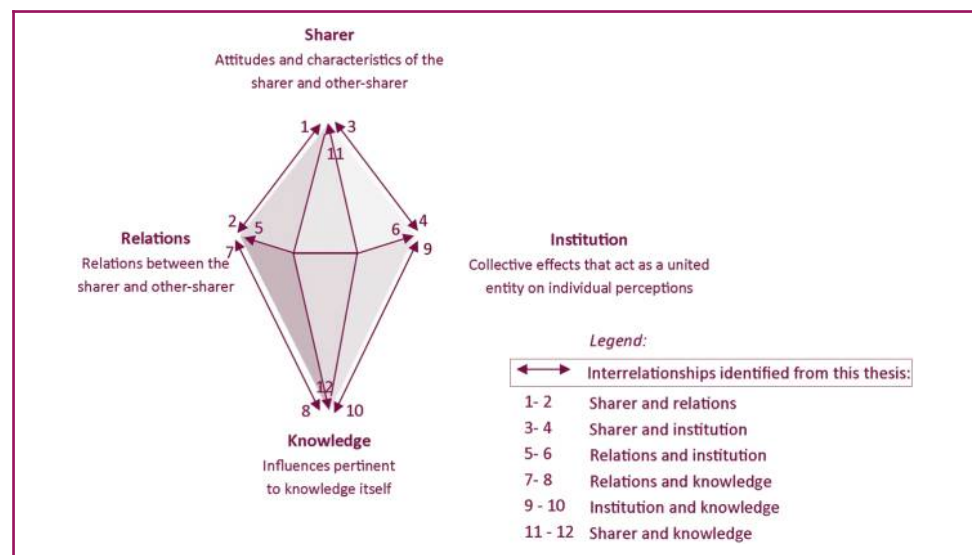 Sharer
Attitudes and characteristics of the
sharer and other-sharer
1
3
11
2
5
6
4
Relations
7
9
Relations between the
sharer and other-sharer
Institution
Collective effects that act as a united
entity on individual perceptions
12
8
10
Knowledge
Influences pertinent
to knowledge itself
Legend:
Interrelationships identified from this thesis:
1- 2 Sharer and relations
3- 4 Sharer and institution
5- 6 Relations and institution
7- 8 Relations and knowledge
9 - 10 Institution and knowledge
11 - 12 Sharer and knowledge